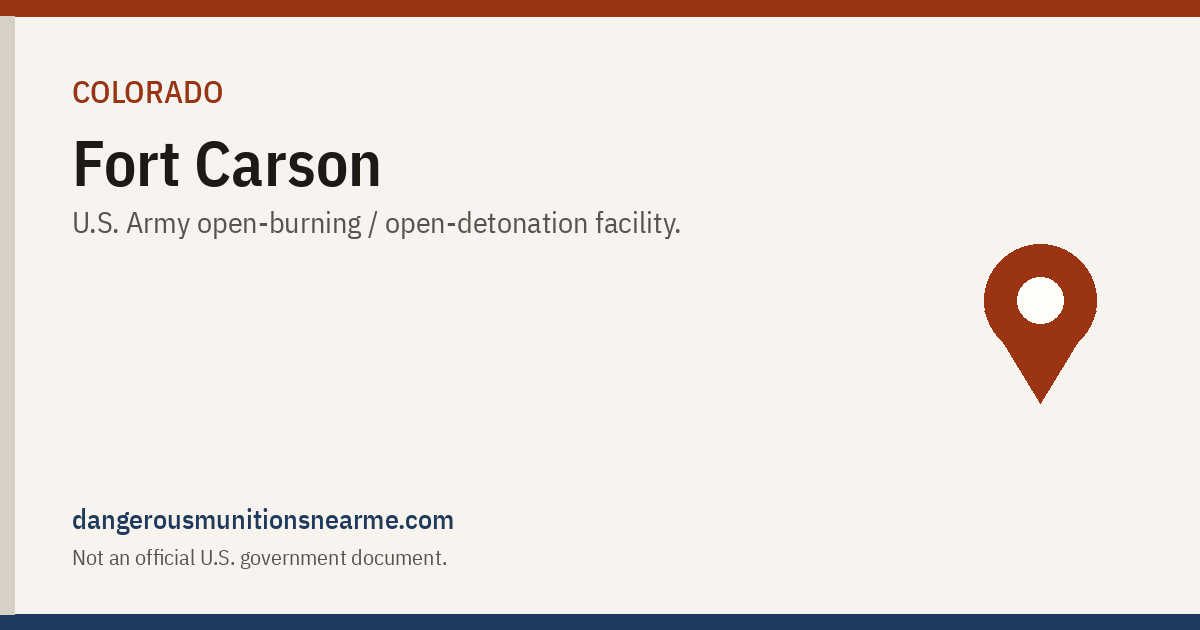 COLORADO
Fort Carson
U.S. Army open-burning / open-detonation facility.
dangerousmunitionsnearme.com
Not an official U.S. government document.